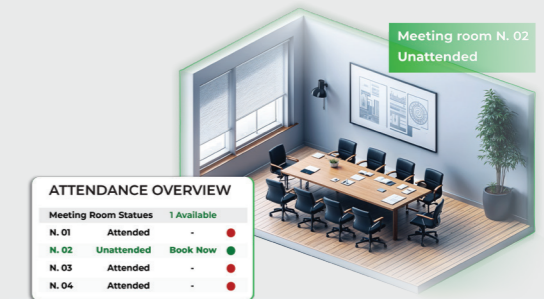 Meeting room N. 02
Unattended
ATTENDANCE OVERVIEW
Meeting Room Statues 1 Available
N. 01 Attended -
N. 02 Unattended Book Now
N. 03 Attended -
N. 04 Attended -